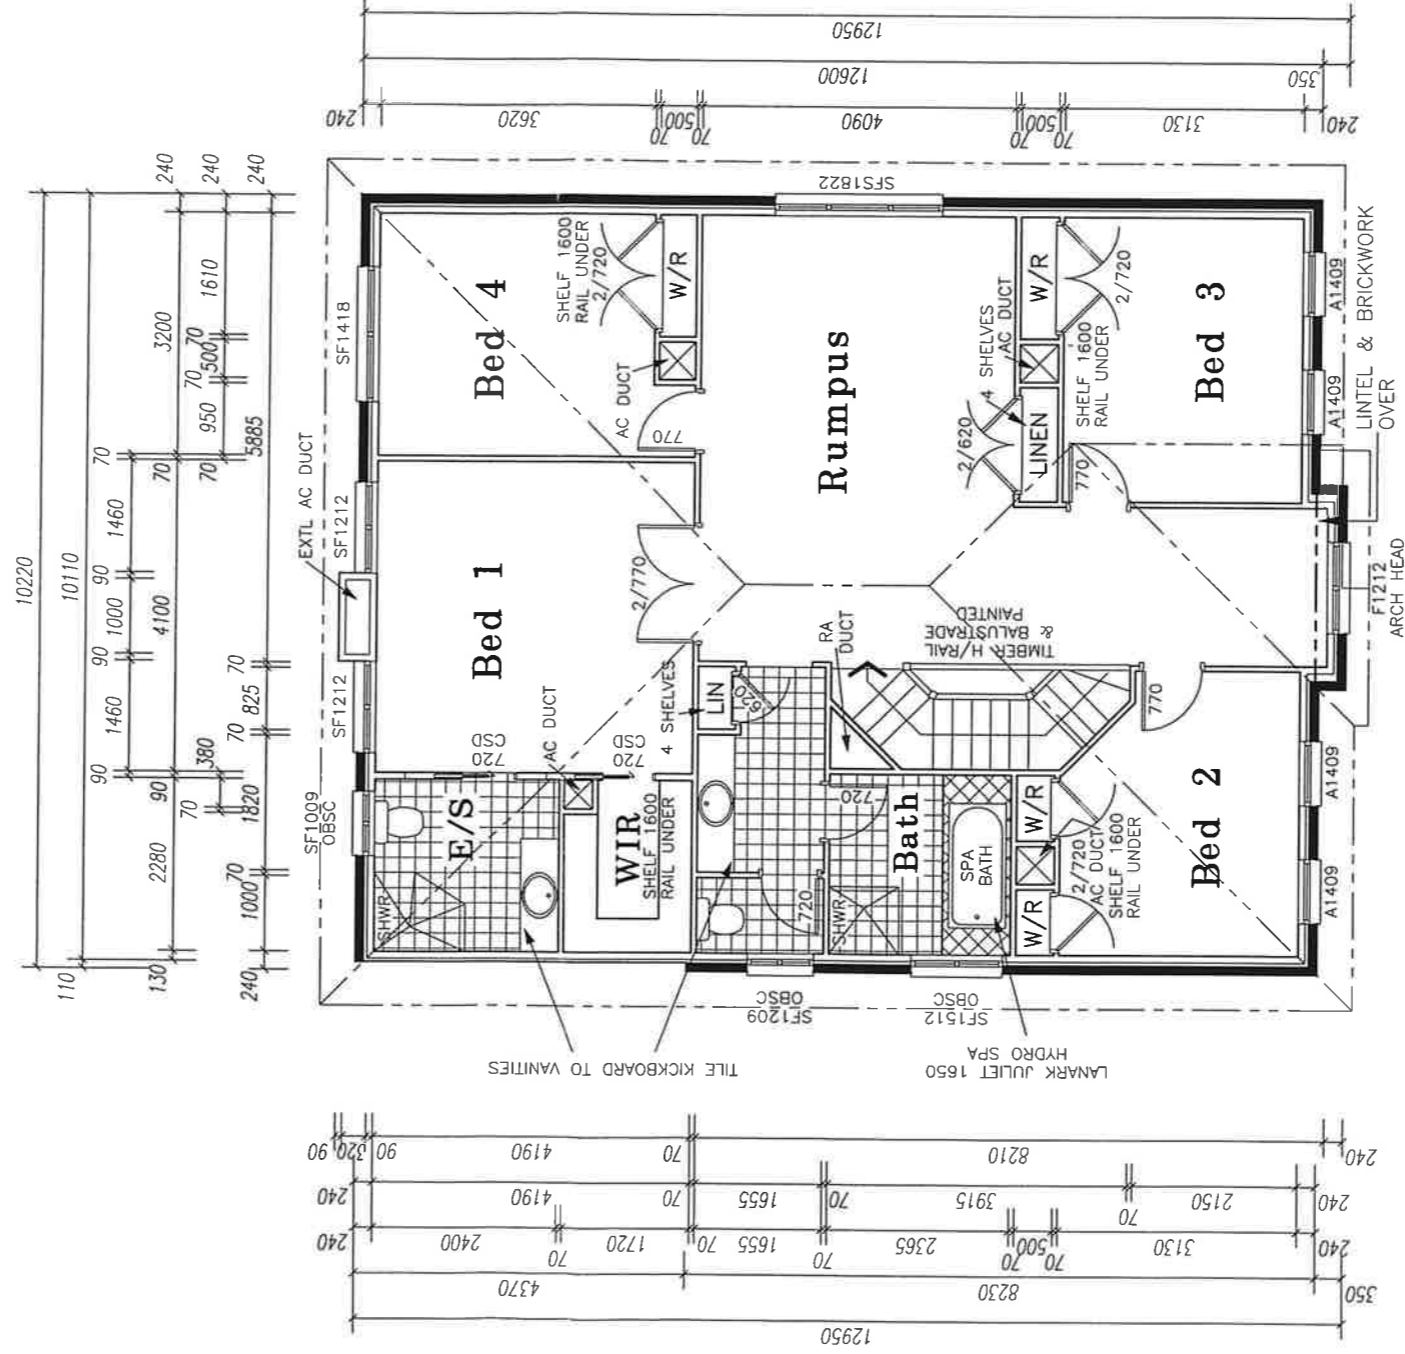 12950
12600
350
240
3620
70
500
70
4090
70
500
70
3130
240
240
240
240
10220
10110
110
3200
70
4100
90
2280
130
1610
70
500
70
950
70
380
70
70
1460
90
1000
90
1460
90
5885
70
825
70
1820
70
1000
240
EXTL AC DUCT
SF1418
SF1212
SF1212
SF1009
OBSC
SFS1822
Bed 4
SHELF 1600
RAIL UNDER
2/720
W/R
AC DUCT
770
Bed 1
2/770
4 SHELVES
LIN
620
720
CSD
720
CSD
AC DUCT
E/S
SHWR
WIR
SHELF 1600
RAIL UNDER
Rumpus
2/620
LINEN
4 SHELVES
AC DUCT
W/R
2/720
SHELF 1600
RAIL UNDER
Bed 3
770
A1409
A1409
LINTEL & BRICKWORK
OVER
F1212
ARCH HEAD
RA
DUCT
TIMBER H/RAIL
& BALUSTRADE
PAINTED
770
Bed 2
W/R
2/720
AC DUCT
SHELF 1600
RAIL UNDER
W/R
A1409
A1409
720
Bath
SPA
BATH
SHWR
720
SF1209
OBSC
SF1512
OBSC
TILE KICKBOARD TO VANITIES
LANARK JULIET 1650
HYDRO SPA
90
320
90
4190
70
8210
240
240
4190
70
1655
70
3915
70
2150
240
240
2400
70
1720
70
1655
70
2365
70
500
70
3130
240
4370
8230
350
12950